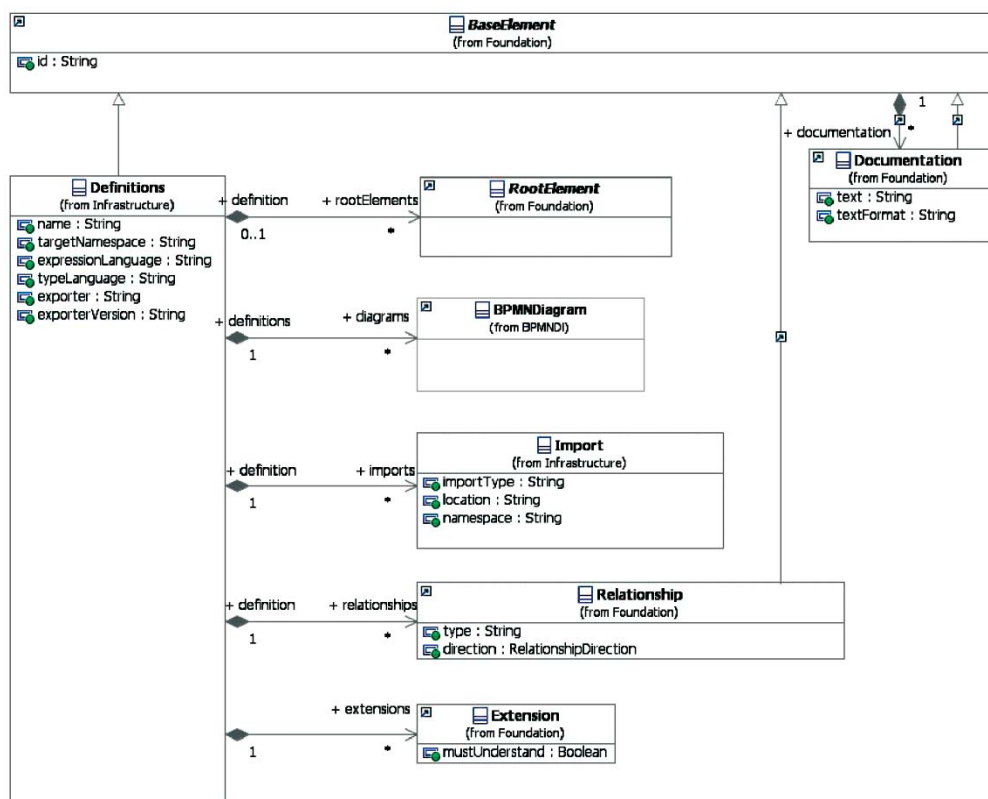 BaseElement
(from Foundation)
id : String
1
+ documentation
*
Documentation
(from Foundation)
text : String
textFormat : String
Definitions
(from Infrastructure)
name : String
targetNamespace : String
expressionLanguage : String
typeLanguage : String
exporter : String
exporterVersion : String
+ definition
+ rootElements
0..1
*
RootElement
(from Foundation)
+ definitions
+ diagrams
1
*
BPMNDiagram
(from BPMNDI)
+ definition
+ imports
1
*
Import
(from Infrastructure)
importType : String
location : String
namespace : String
+ definition
+ relationships
1
*
Relationship
(from Foundation)
type : String
direction : RelationshipDirection
+ extensions
1
*
Extension
(from Foundation)
mustUnderstand : Boolean